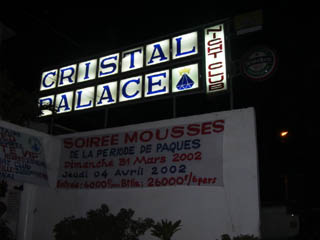 CRISTAL
PALACE
NIGHT CLUB
SOIREE MOUSSES
DE LA PERIODE DE PAQUES
Dimanche 31 Mars 2002
Jeudi 04 Avril 2002